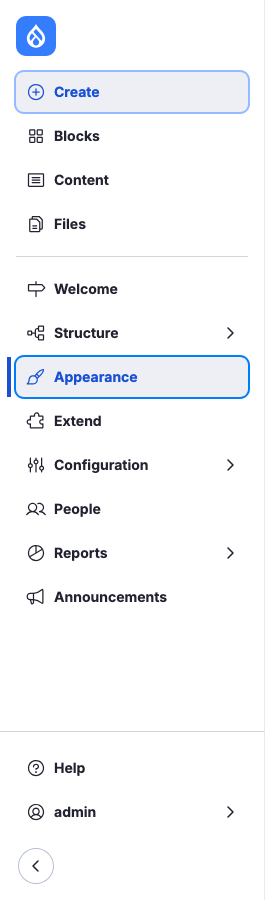 Create
Blocks
Content
Files
Welcome
Structure
Appearance
Extend
Configuration
People
Reports
Announcements
Help
admin